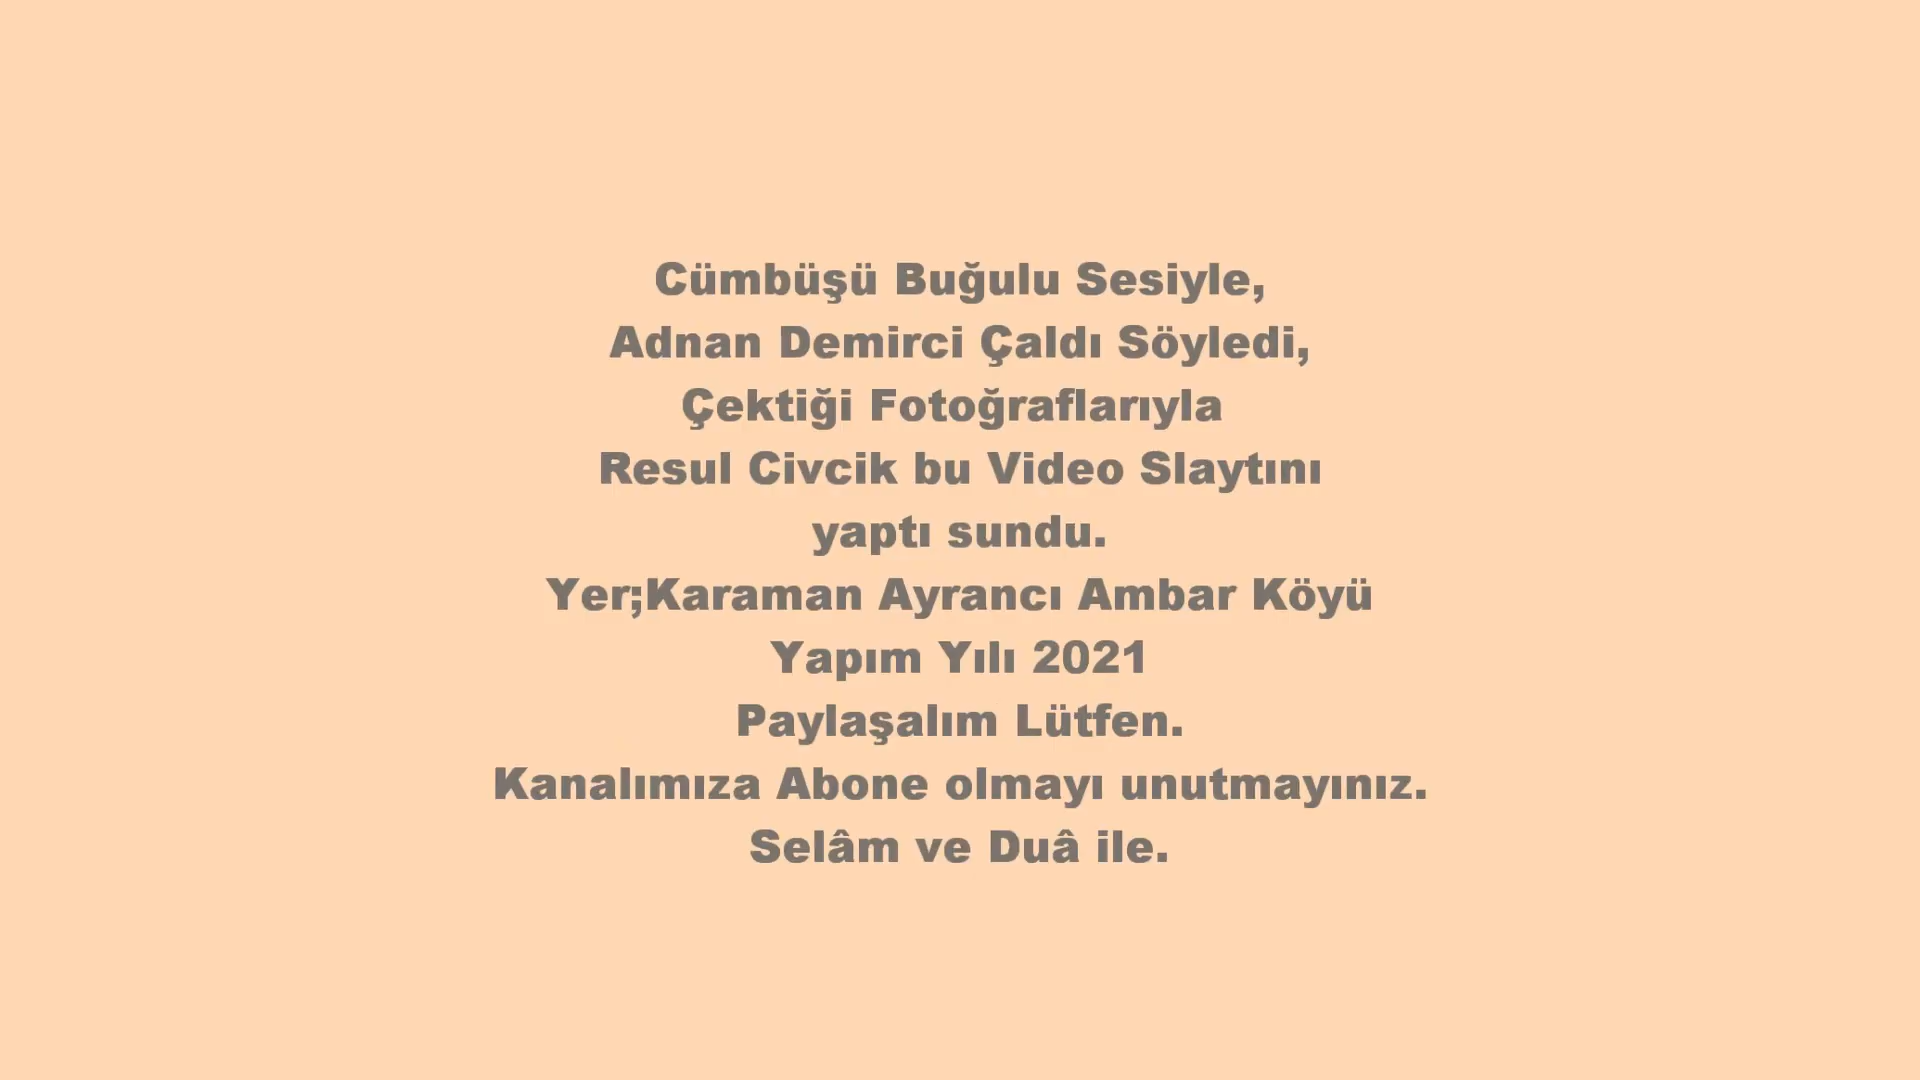 Cümbüşü Buğulu Sesiyle,
Adnan Demirci Çaldı Söyledi,
Çektiği Fotoğraflarıyla
Resul Civcik bu Video Slaytını
yaptı sundu.
Yer;Karaman Ayrancı Ambar Köyü
Yapım Yılı 2021
Paylaşalım Lütfen.
Kanalımıza Abone olmayı unutmayınız.
Selâm ve Duâ ile.